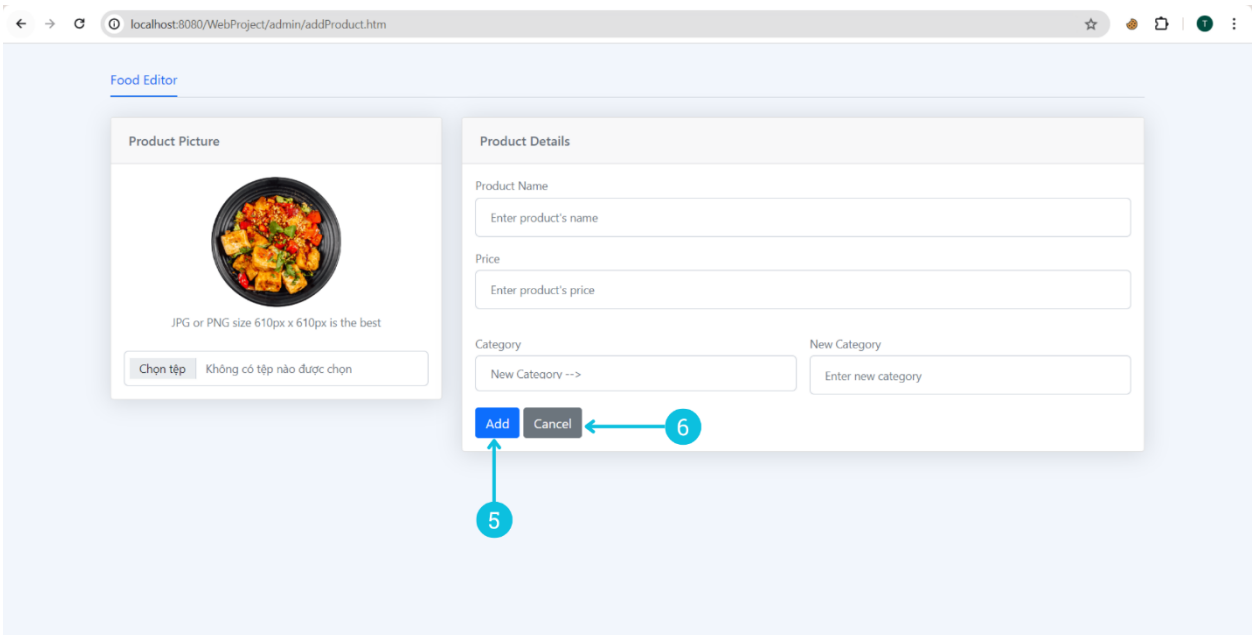 localhost:8080/WebProject/admin/addProduct.htm
T
Food Editor
Product Picture
JPG or PNG size 610px x 610px is the best
Chọn tệp Không có tệp nào được chọn
Product Details
Product Name
Enter product's name
Price
Enter product's price
Category New Category
New Category --> Enter new category
Add Cancel 6
5